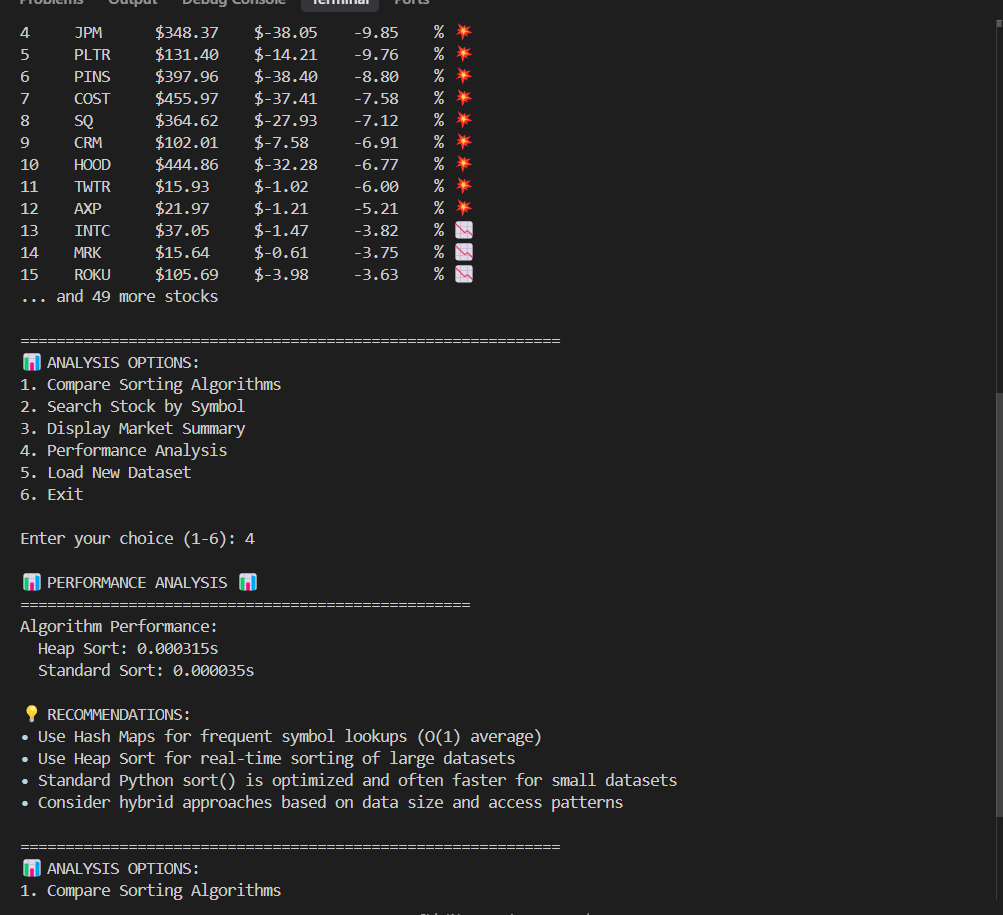 Problems Output Debug Console Terminal Ports
4 JPM $348.37 $-38.05 -9.85 % 💥
5 PLTR $131.40 $-14.21 -9.76 % 💥
6 PINS $397.96 $-38.40 -8.80 % 💥
7 COST $455.97 $-37.41 -7.58 % 💥
8 SQ $364.62 $-27.93 -7.12 % 💥
9 CRM $102.01 $-7.58 -6.91 % 💥
10 HOOD $444.86 $-32.28 -6.77 % 💥
11 TWTR $15.93 $-1.02 -6.00 % 💥
12 AXP $21.97 $-1.21 -5.21 % 💥
13 INTC $37.05 $-1.47 -3.82 % 📉
14 MRK $15.64 $-0.61 -3.75 % 📉
15 ROKU $105.69 $-3.98 -3.63 % 📉
... and 49 more stocks
============================================================
📊 ANALYSIS OPTIONS:
1. Compare Sorting Algorithms
2. Search Stock by Symbol
3. Display Market Summary
4. Performance Analysis
5. Load New Dataset
6. Exit
Enter your choice (1-6): 4
📊 PERFORMANCE ANALYSIS 📊
==================================================
Algorithm Performance:
Heap Sort: 0.000315s
Standard Sort: 0.000035s
💡 RECOMMENDATIONS:
• Use Hash Maps for frequent symbol lookups (O(1) average)
• Use Heap Sort for real-time sorting of large datasets
• Standard Python sort() is optimized and often faster for small datasets
• Consider hybrid approaches based on data size and access patterns
============================================================
📊 ANALYSIS OPTIONS:
1. Compare Sorting Algorithms